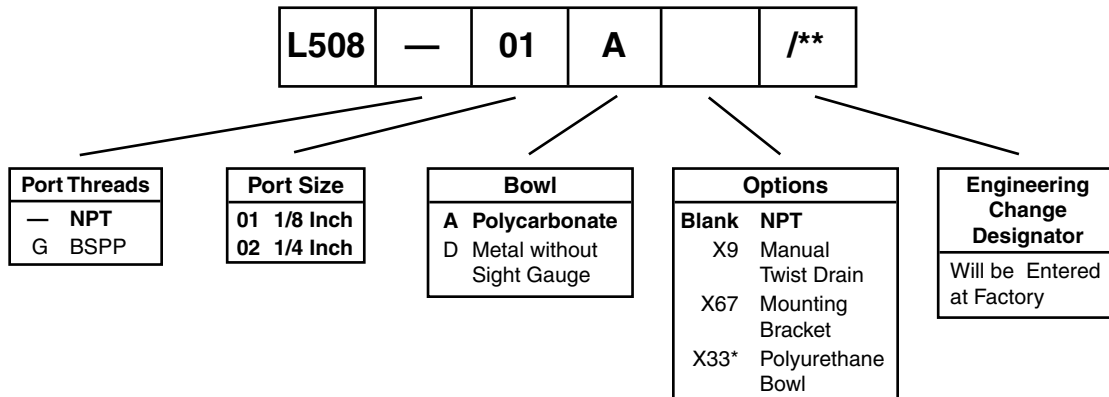 L508 — 01 A /**
Port Threads
— NPT
G BSPP
Port Size
01 1/8 Inch
02 1/4 Inch
Bowl
A Polycarbonate
D Metal without
Sight Gauge
Options
Blank NPT
X9 Manual
Twist Drain
X67 Mounting
Bracket
X33* Polyurethane
Bowl
Engineering
Change
Designator
Will be Entered
at Factory